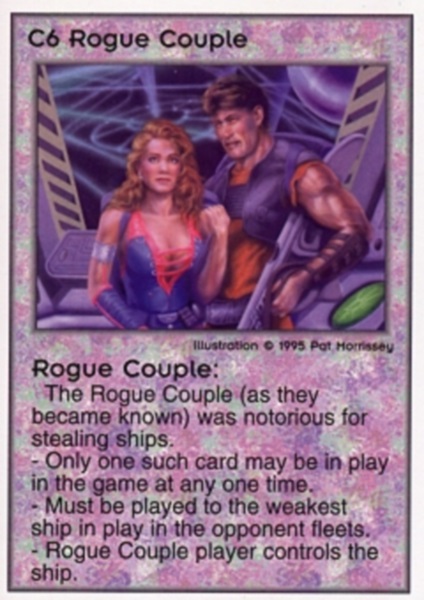 C6 Rogue Couple
Illustration © 1995 Pat Morrissey
Rogue Couple:
The Rogue Couple (as they
became known) was notorious for
stealing ships.
- Only one such card may be in play
in the game at any one time.
- Must be played to the weakest
ship in play in the opponent fleets.
- Rogue Couple player controls the
ship.